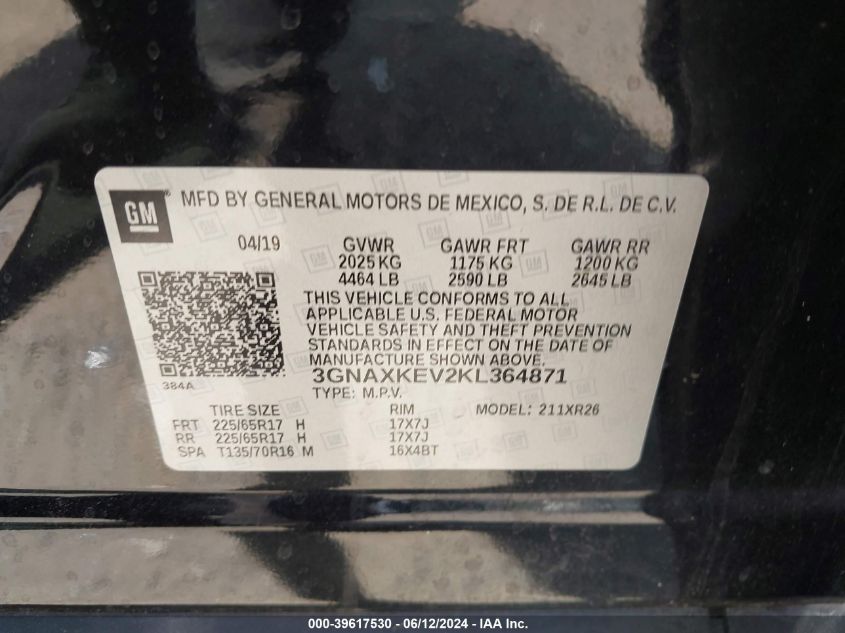 GM
MFD BY GENERAL MOTORS DE MEXICO, S. DE R.L. DE C.V.
04/19 GVWR GAWR FRT GAWR RR
2025 KG 1175 KG 1200 KG
4464 LB 2590 LB 2645 LB
THIS VEHICLE CONFORMS TO ALL
APPLICABLE U.S. FEDERAL MOTOR
VEHICLE SAFETY AND THEFT PREVENTION
STANDARDS IN EFFECT ON THE DATE OF
MANUFACTURE SHOWN ABOVE.
384A
3GNAXKEV2KL364871
TYPE: M.P.V.
TIRE SIZE RIM MODEL: 211XR26
FRT 225/65R17 H 17X7J
RR 225/65R17 H 17X7J
SPA T135/70R16 M 16X4BT
000-39617530 - 06/12/2024 - IAA Inc.